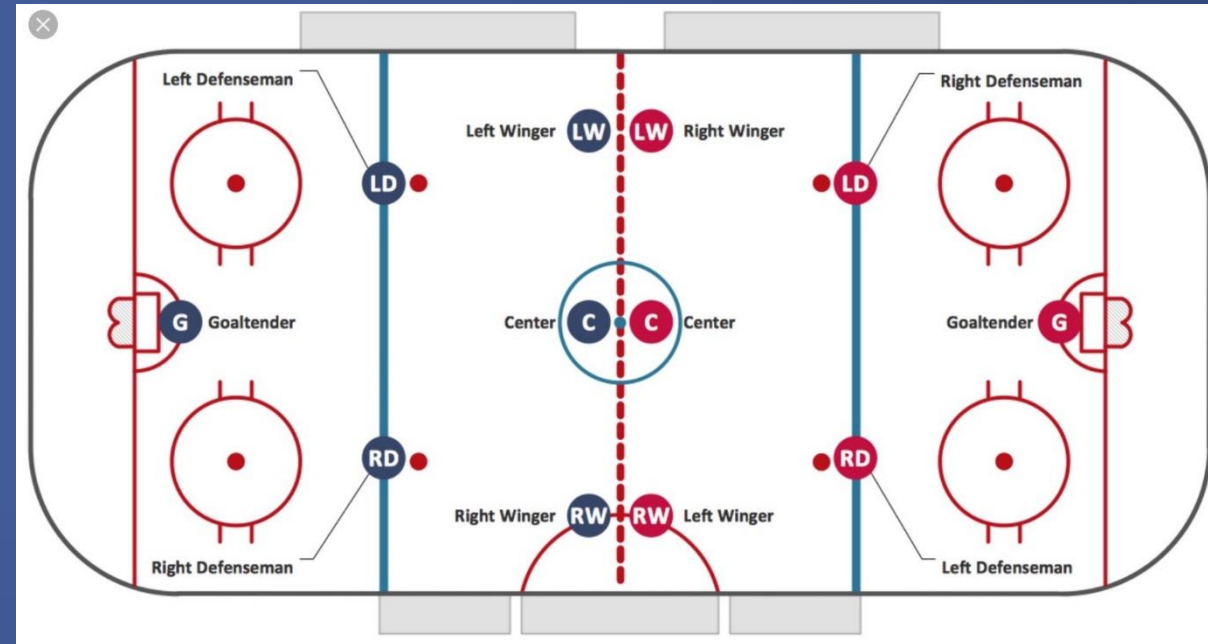 Left Defenseman
Right Defenseman
Left Winger LW LW Right Winger
LD LD
G Goaltender
Center C C Center
Goaltender G
RD RD
Right Winger RW RW Left Winger
Right Defenseman
Left Defenseman